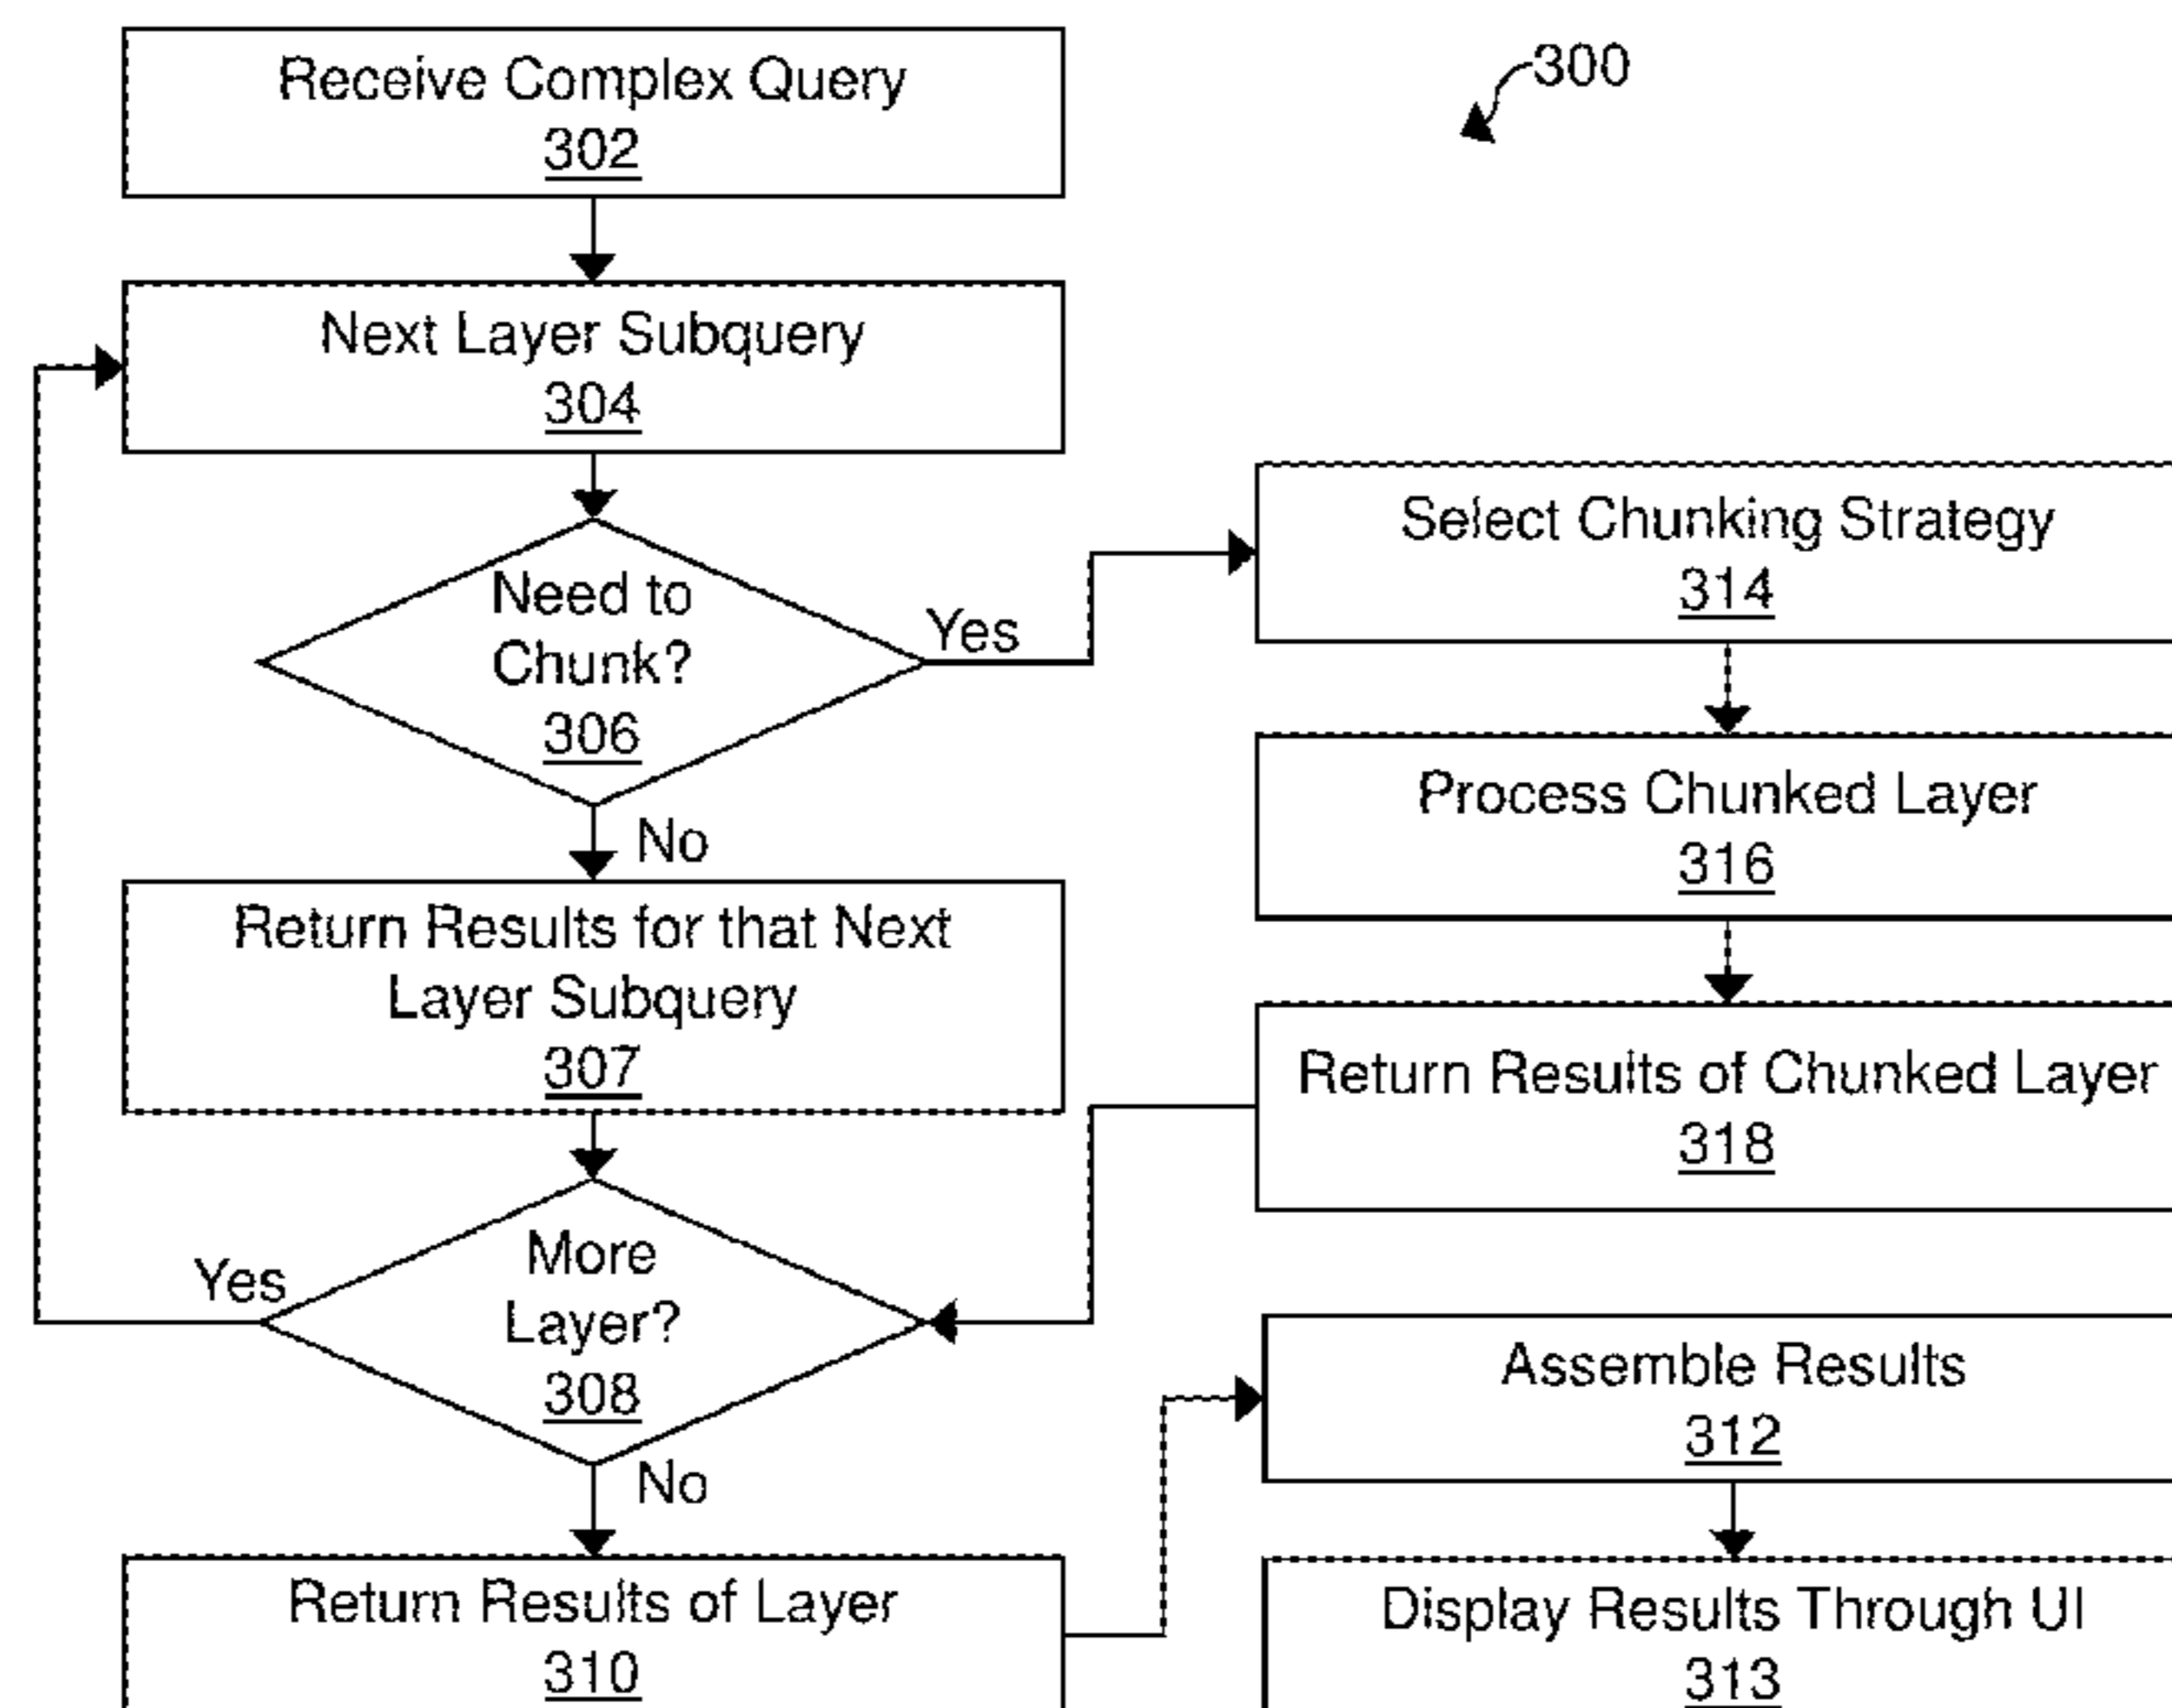 Receive Complex Query
302
300
Next Layer Subquery
304
Need to
Chunk?
306
Yes
No
Select Chunking Strategy
314
Process Chunked Layer
316
Return Results for that Next
Layer Subquery
307
Return Results of Chunked Layer
318
More
Layer?
308
Yes
No
Return Results of Layer
310
Assemble Results
312
Display Results Through UI
313